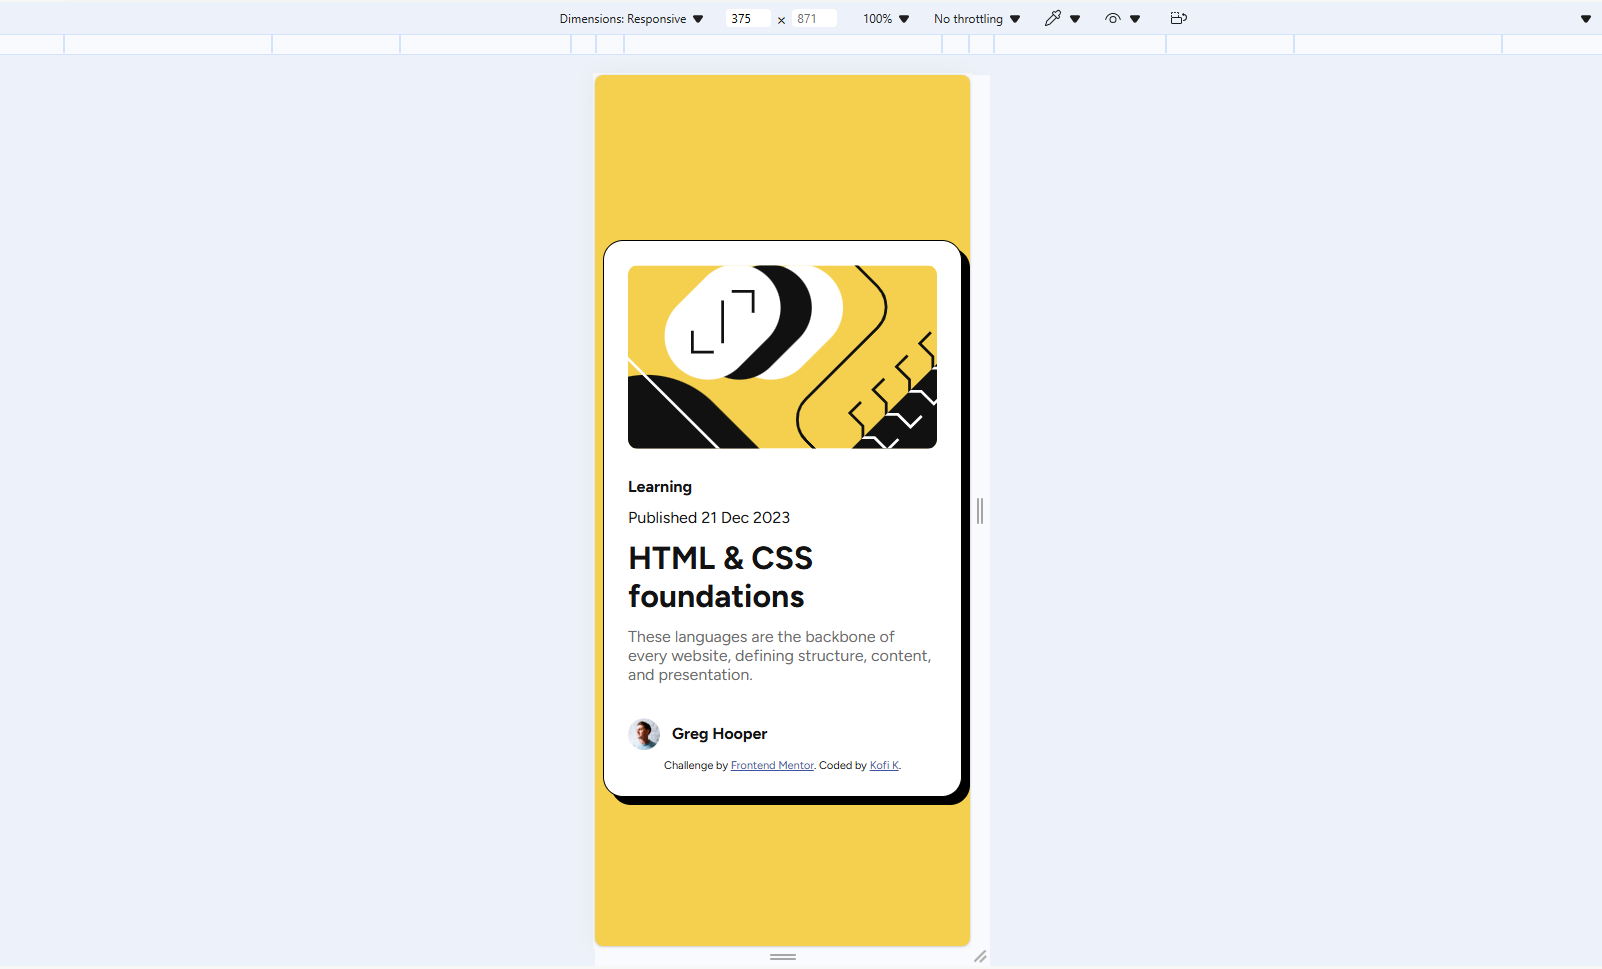 Dimensions: Responsive 375 x 871 100% No throttling
Learning
Published 21 Dec 2023
HTML & CSS
foundations
These languages are the backbone of
every website, defining structure, content,
and presentation.
Greg Hooper
Challenge by Frontend Mentor. Coded by Kofi K.